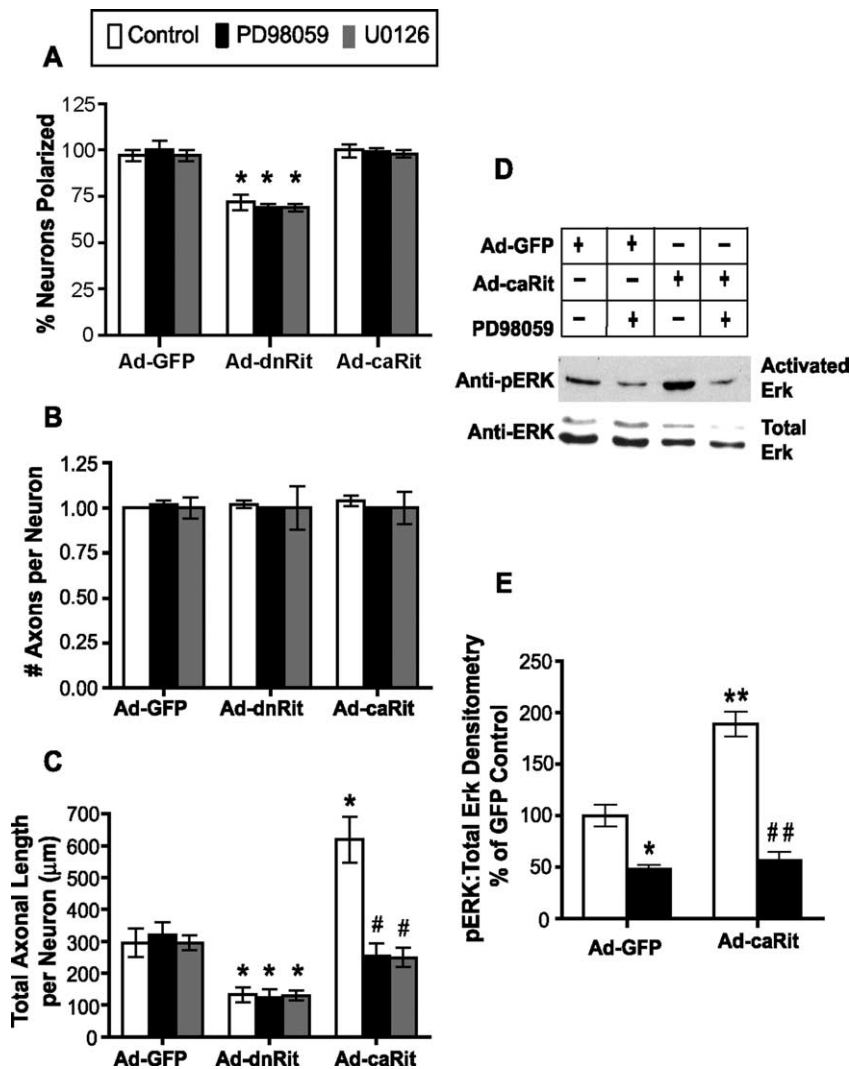 Control PD98059 U0126
A
% Neurons Polarized
125
100
75
50
25
0
* * *
Ad-GFP Ad-dnRit Ad-caRit
B
# Axons per Neuron
1.25
1.00
0.75
0.50
0.25
0.00
Ad-GFP Ad-dnRit Ad-caRit
C
Total Axonal Length
per Neuron (μm)
700
600
500
400
300
200
100
0
* * * * # #
Ad-GFP Ad-dnRit Ad-caRit
D
Ad-GFP + + − −
Ad-caRit − − + +
PD98059 − + − +
Anti-pERK Activated
Erk
Anti-ERK Total
Erk
E
pERK:Total Erk Densitometry
% of GFP Control
250
200
150
100
50
0
* ** ##
Ad-GFP Ad-caRit